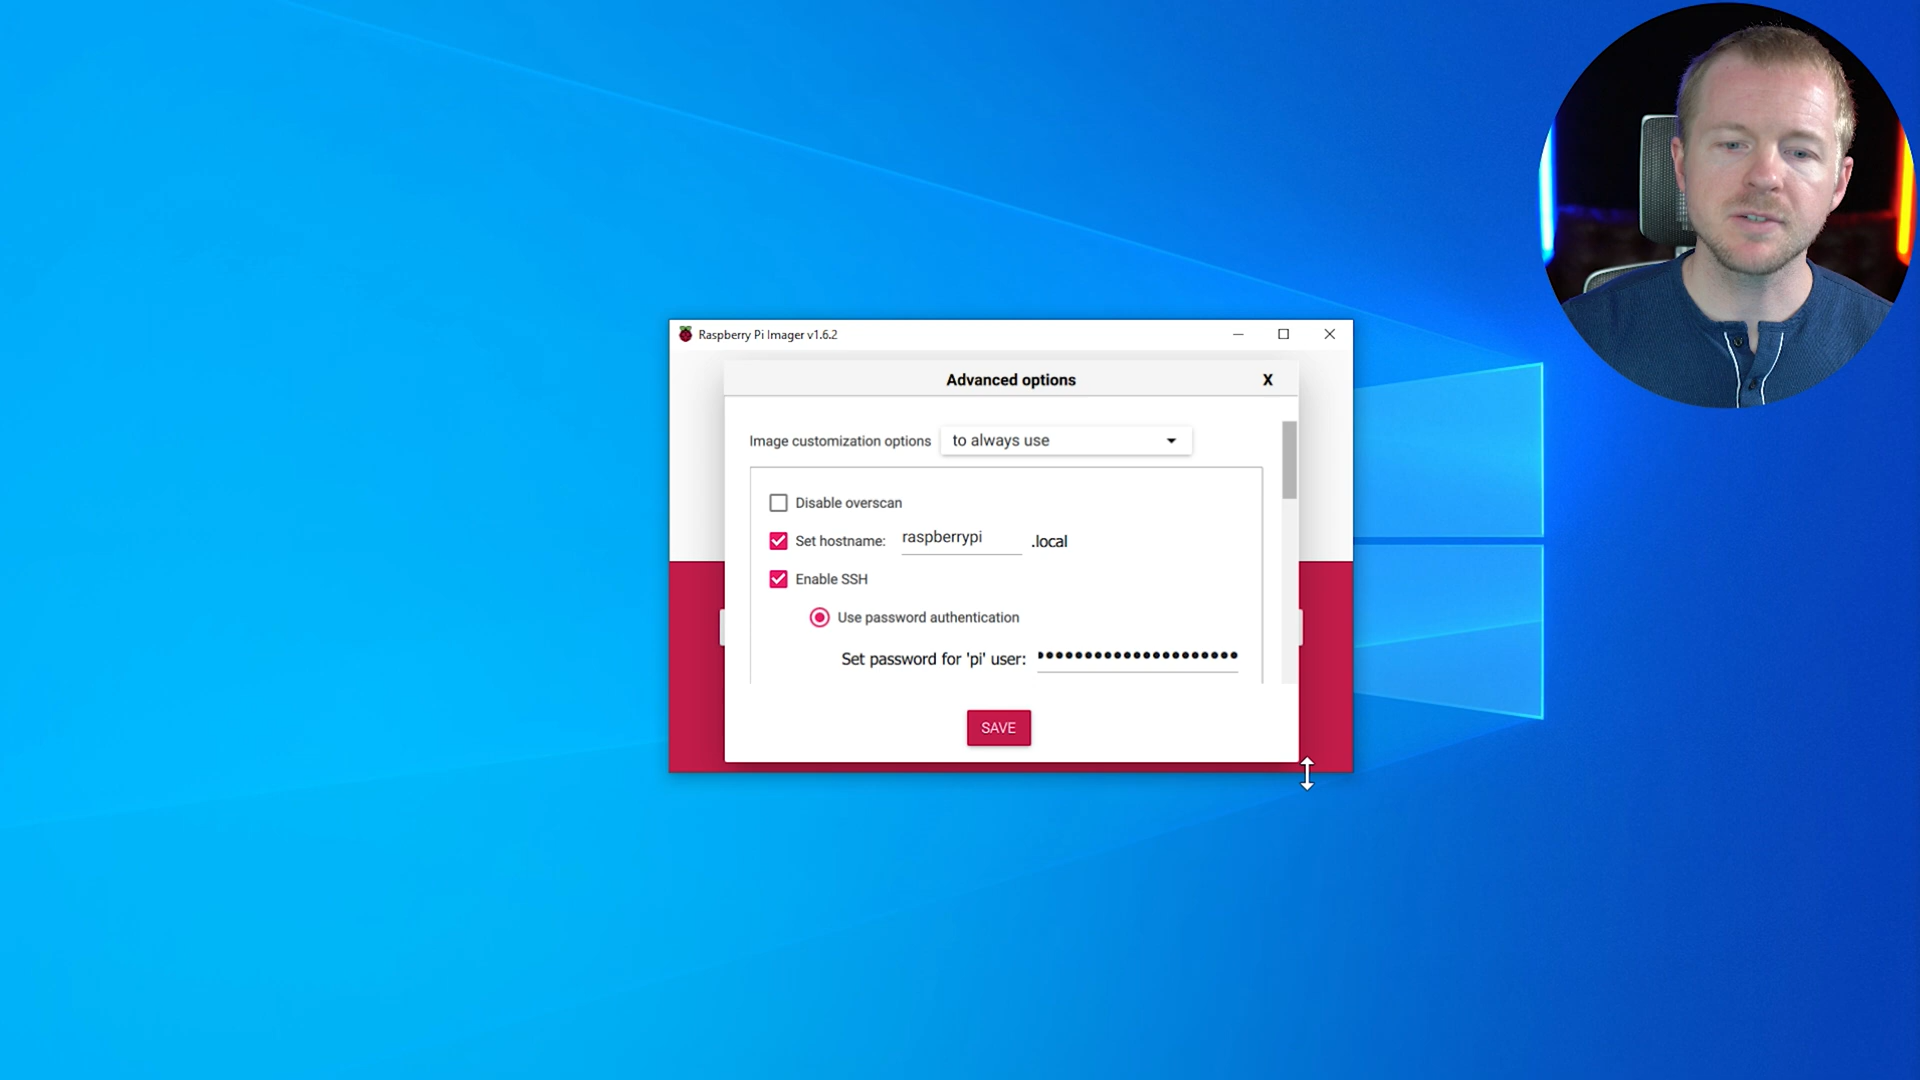 Raspberry Pi Imager v1.6.2
Advanced options X
Image customization options to always use
Disable overscan
Set hostname: raspberrypi .local
Enable SSH
Use password authentication
Set password for 'pi' user: ••••••••••••••••••••
SAVE